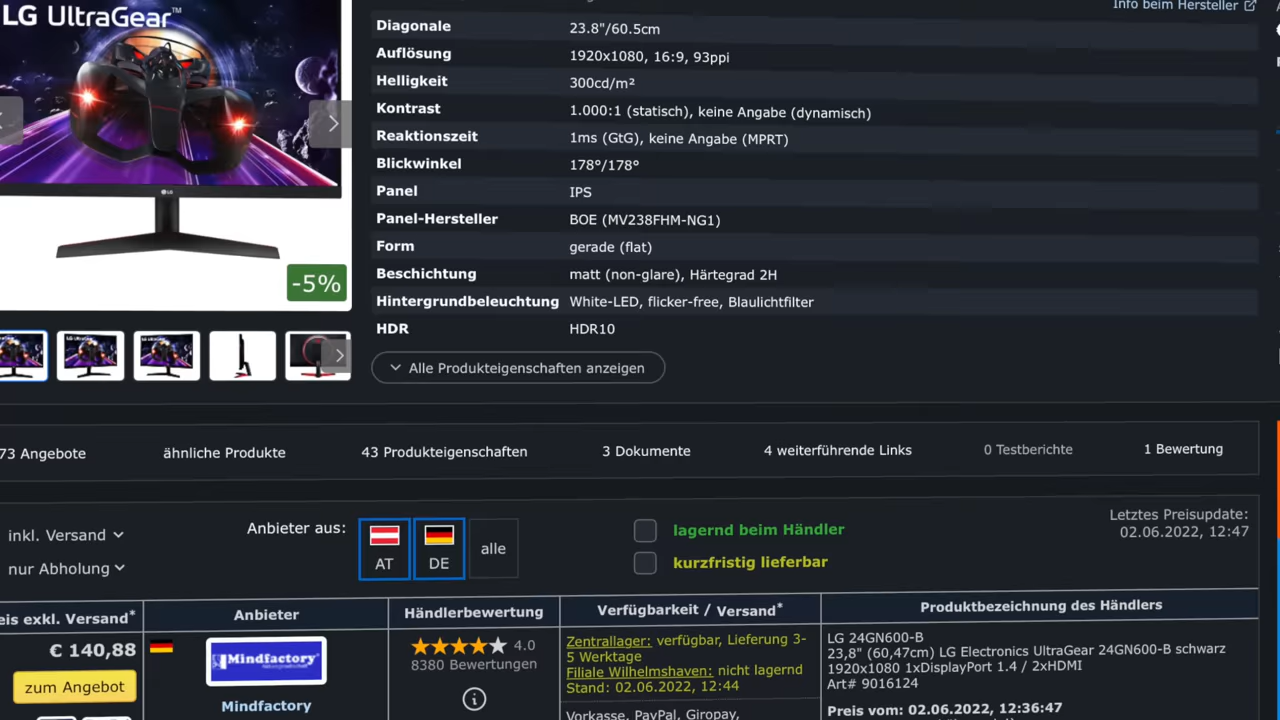 LG UltraGear™
Info beim Hersteller
Diagonale 23.8"/60.5cm
Auflösung 1920x1080, 16:9, 93ppi
Helligkeit 300cd/m²
Kontrast 1.000:1 (statisch), keine Angabe (dynamisch)
Reaktionszeit 1ms (GtG), keine Angabe (MPRT)
Blickwinkel 178°/178°
Panel IPS
Panel-Hersteller BOE (MV238FHM-NG1)
Form gerade (flat)
Beschichtung matt (non-glare), Härtegrad 2H
Hintergrundbeleuchtung White-LED, flicker-free, Blaulichtfilter
HDR HDR10
LG
-5%
Alle Produkteigenschaften anzeigen
73 Angebote ähnliche Produkte 43 Produkteigenschaften 3 Dokumente 4 weiterführende Links 0 Testberichte 1 Bewertung
inkl. Versand
nur Abholung
Anbieter aus:
AT DE alle
lagernd beim Händler
kurzfristig lieferbar
Letztes Preisupdate:
02.06.2022, 12:47
eis exkl. Versand* Anbieter Händlerbewertung Verfügbarkeit / Versand* Produktbezeichnung des Händlers
€ 140,88
zum Angebot
Mindfactory
Mindfactory
4.0
8380 Bewertungen
Zentrallager: verfügbar, Lieferung 3-
5 Werktage
Filiale Wilhelmshaven: nicht lagernd
Stand: 02.06.2022, 12:44
Vorkasse, PayPal, Giropay,
LG 24GN600-B
23,8" (60,47cm) LG Electronics UltraGear 24GN600-B schwarz
1920x1080 1xDisplayPort 1.4 / 2xHDMI
Art# 9016124
Preis vom: 02.06.2022, 12:36:47